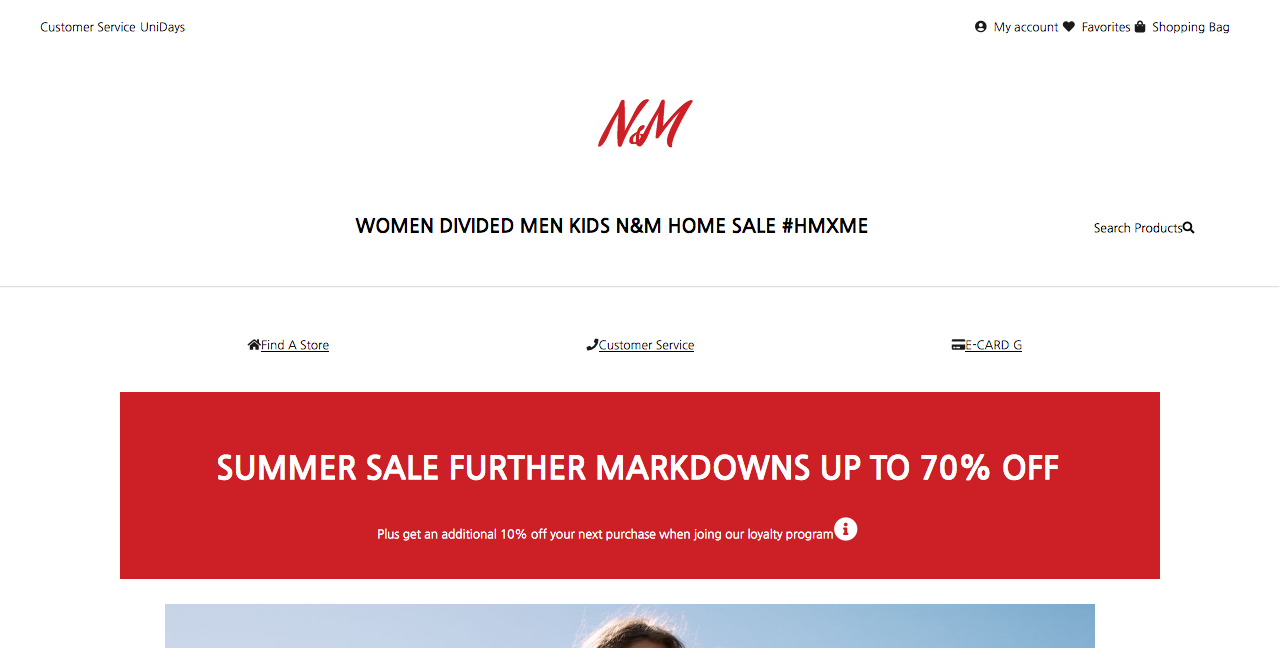 Customer Service UniDays
My account Favorites Shopping Bag
N&M
WOMEN DIVIDED MEN KIDS N&M HOME SALE #HMXME
Search Products
Find A Store
Customer Service
E-CARD G
SUMMER SALE FURTHER MARKDOWNS UP TO 70% OFF
Plus get an additional 10% off your next purchase when joing our loyalty program